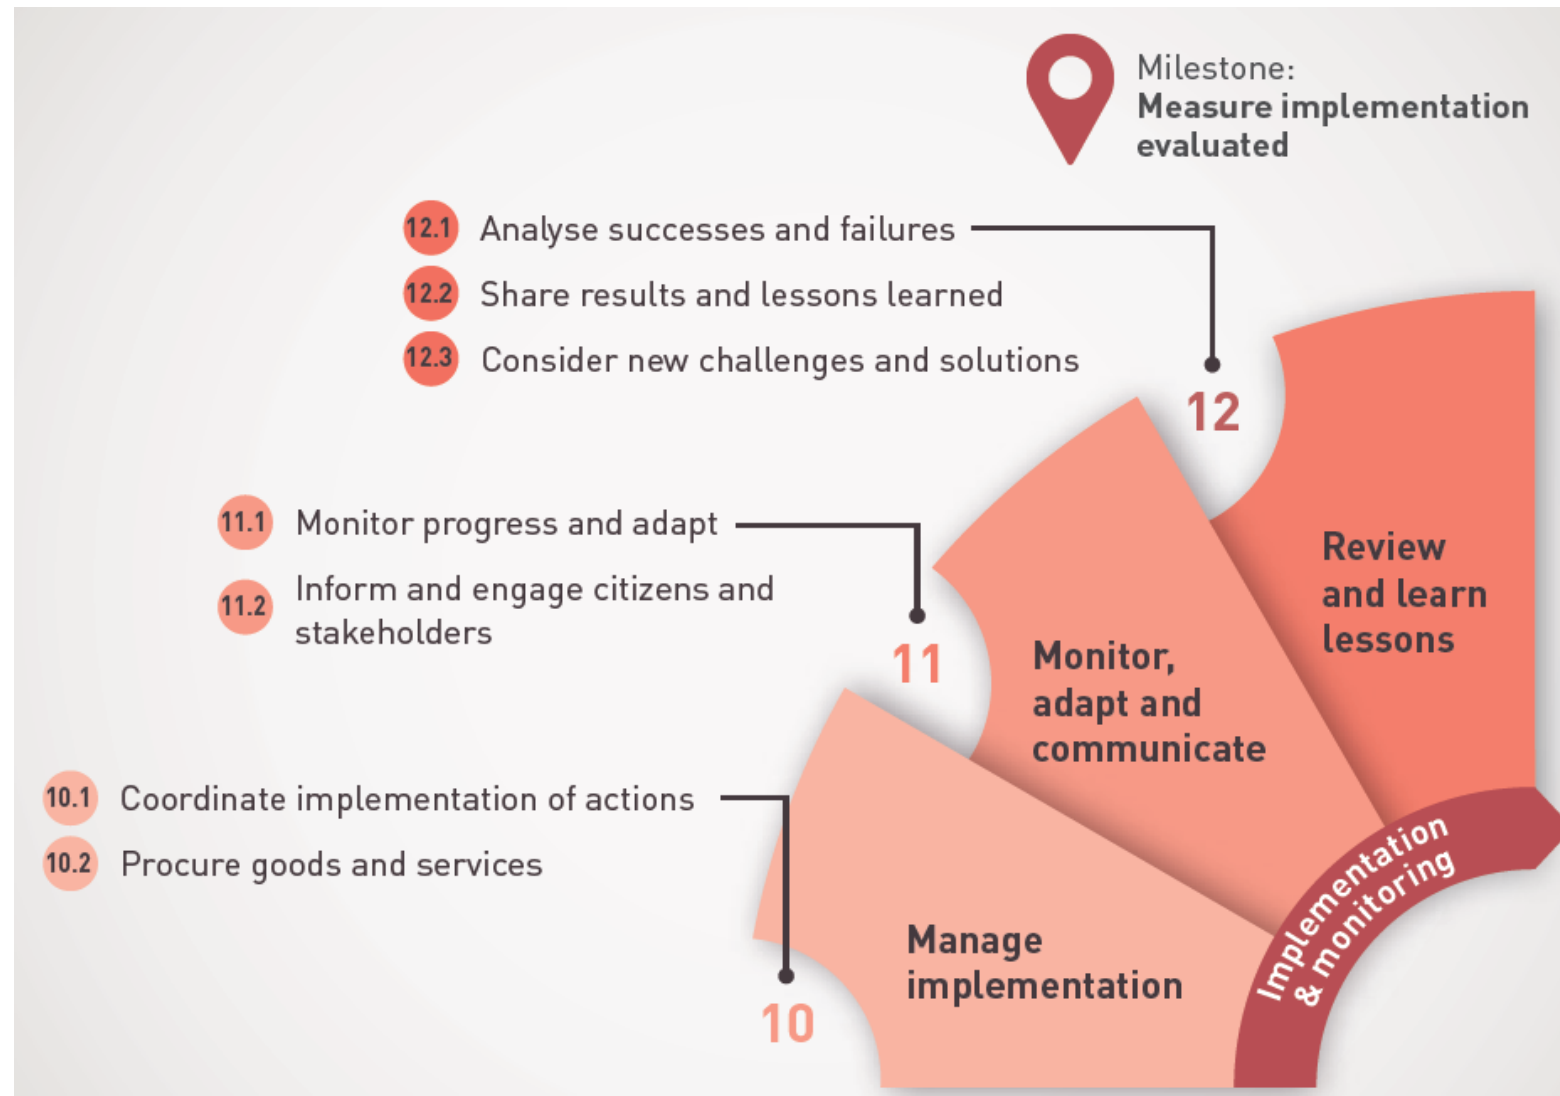 Milestone:
Measure implementation
evaluated
12.1 Analyse successes and failures
12.2 Share results and lessons learned
12.3 Consider new challenges and solutions
12
Review
and learn
lessons
11.1 Monitor progress and adapt
11.2 Inform and engage citizens and
stakeholders
11
Monitor,
adapt and
communicate
10.1 Coordinate implementation of actions
10.2 Procure goods and services
10
Manage
implementation
Implementation
& monitoring